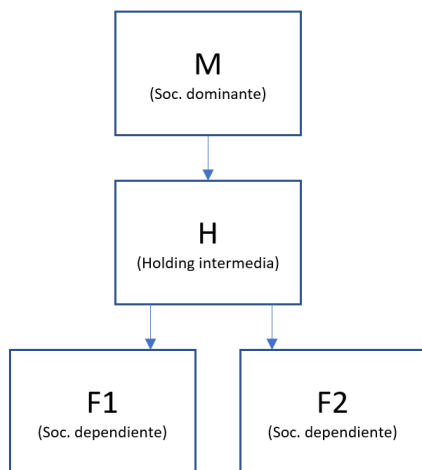 M
(Soc. dominante)
H
(Holding intermedia)
F1
(Soc. dependiente)
F2
(Soc. dependiente)